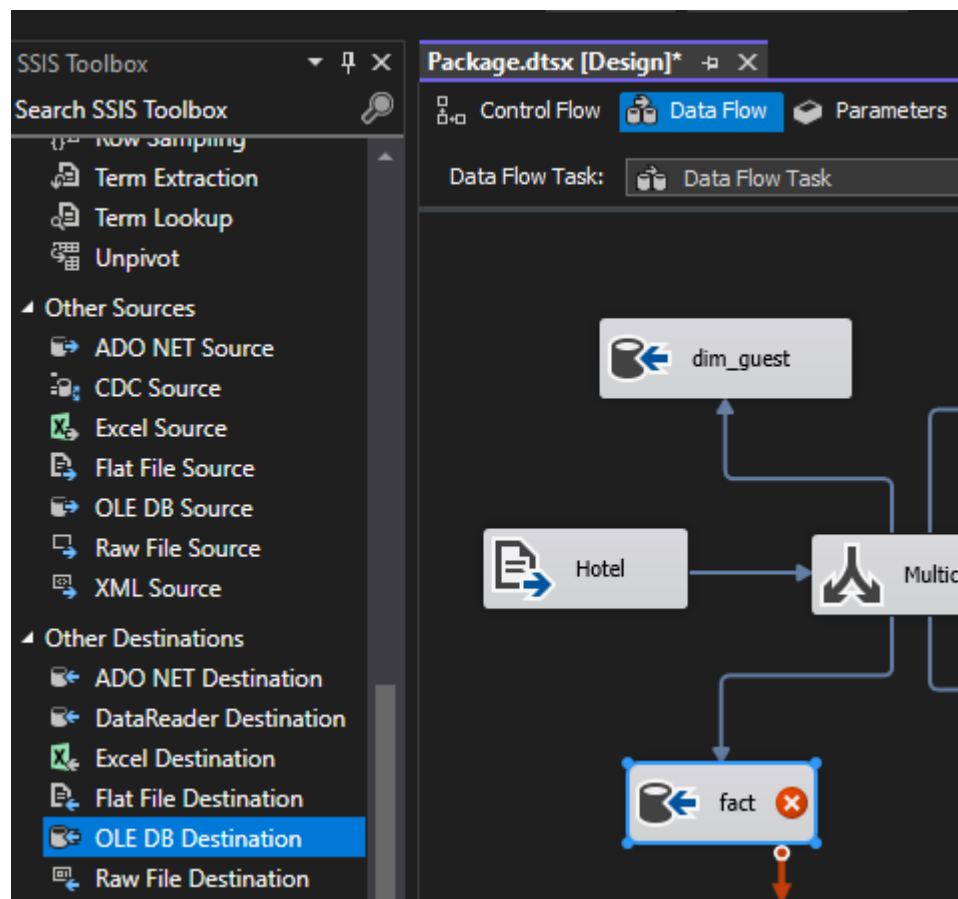 SSIS Toolbox
Search SSIS Toolbox
Row Sampling
Term Extraction
Term Lookup
Unpivot
Other Sources
ADO NET Source
CDC Source
Excel Source
Flat File Source
OLE DB Source
Raw File Source
XML Source
Other Destinations
ADO NET Destination
DataReader Destination
Excel Destination
Flat File Destination
OLE DB Destination
Raw File Destination
Package.dtsx [Design]*
Control Flow Data Flow Parameters
Data Flow Task: Data Flow Task
dim_guest
Hotel
Multic
fact